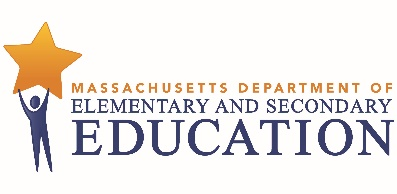 MASSACHUSETTS DEPARTMENT OF
ELEMENTARY AND SECONDARY
EDUCATION